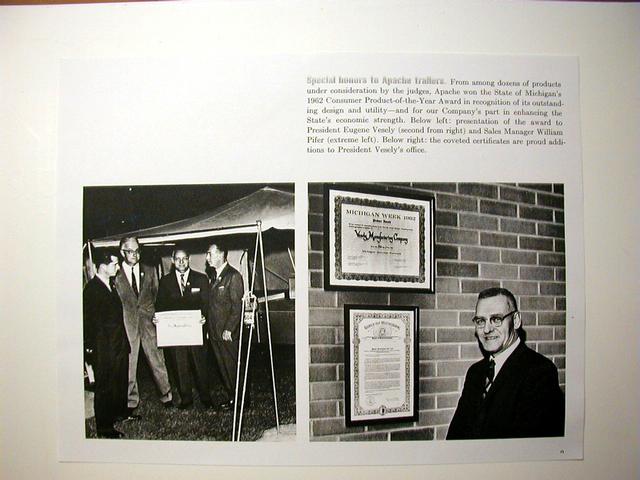 Special honors to Apache trailers. From among dozens of products
under consideration by the judges, Apache won the State of Michigan's
1962 Consumer Product-of-the-Year Award in recognition of its outstand-
ing design and utility—and for our Company's part in enhancing the
State's economic strength. Below left: presentation of the award to
President Eugene Vesely (second from right) and Sales Manager William
Pifer (extreme left). Below right: the coveted certificates are proud addi-
tions to President Vesely's office.
MICHIGAN WEEK 1962
Vesely Manufacturing Company